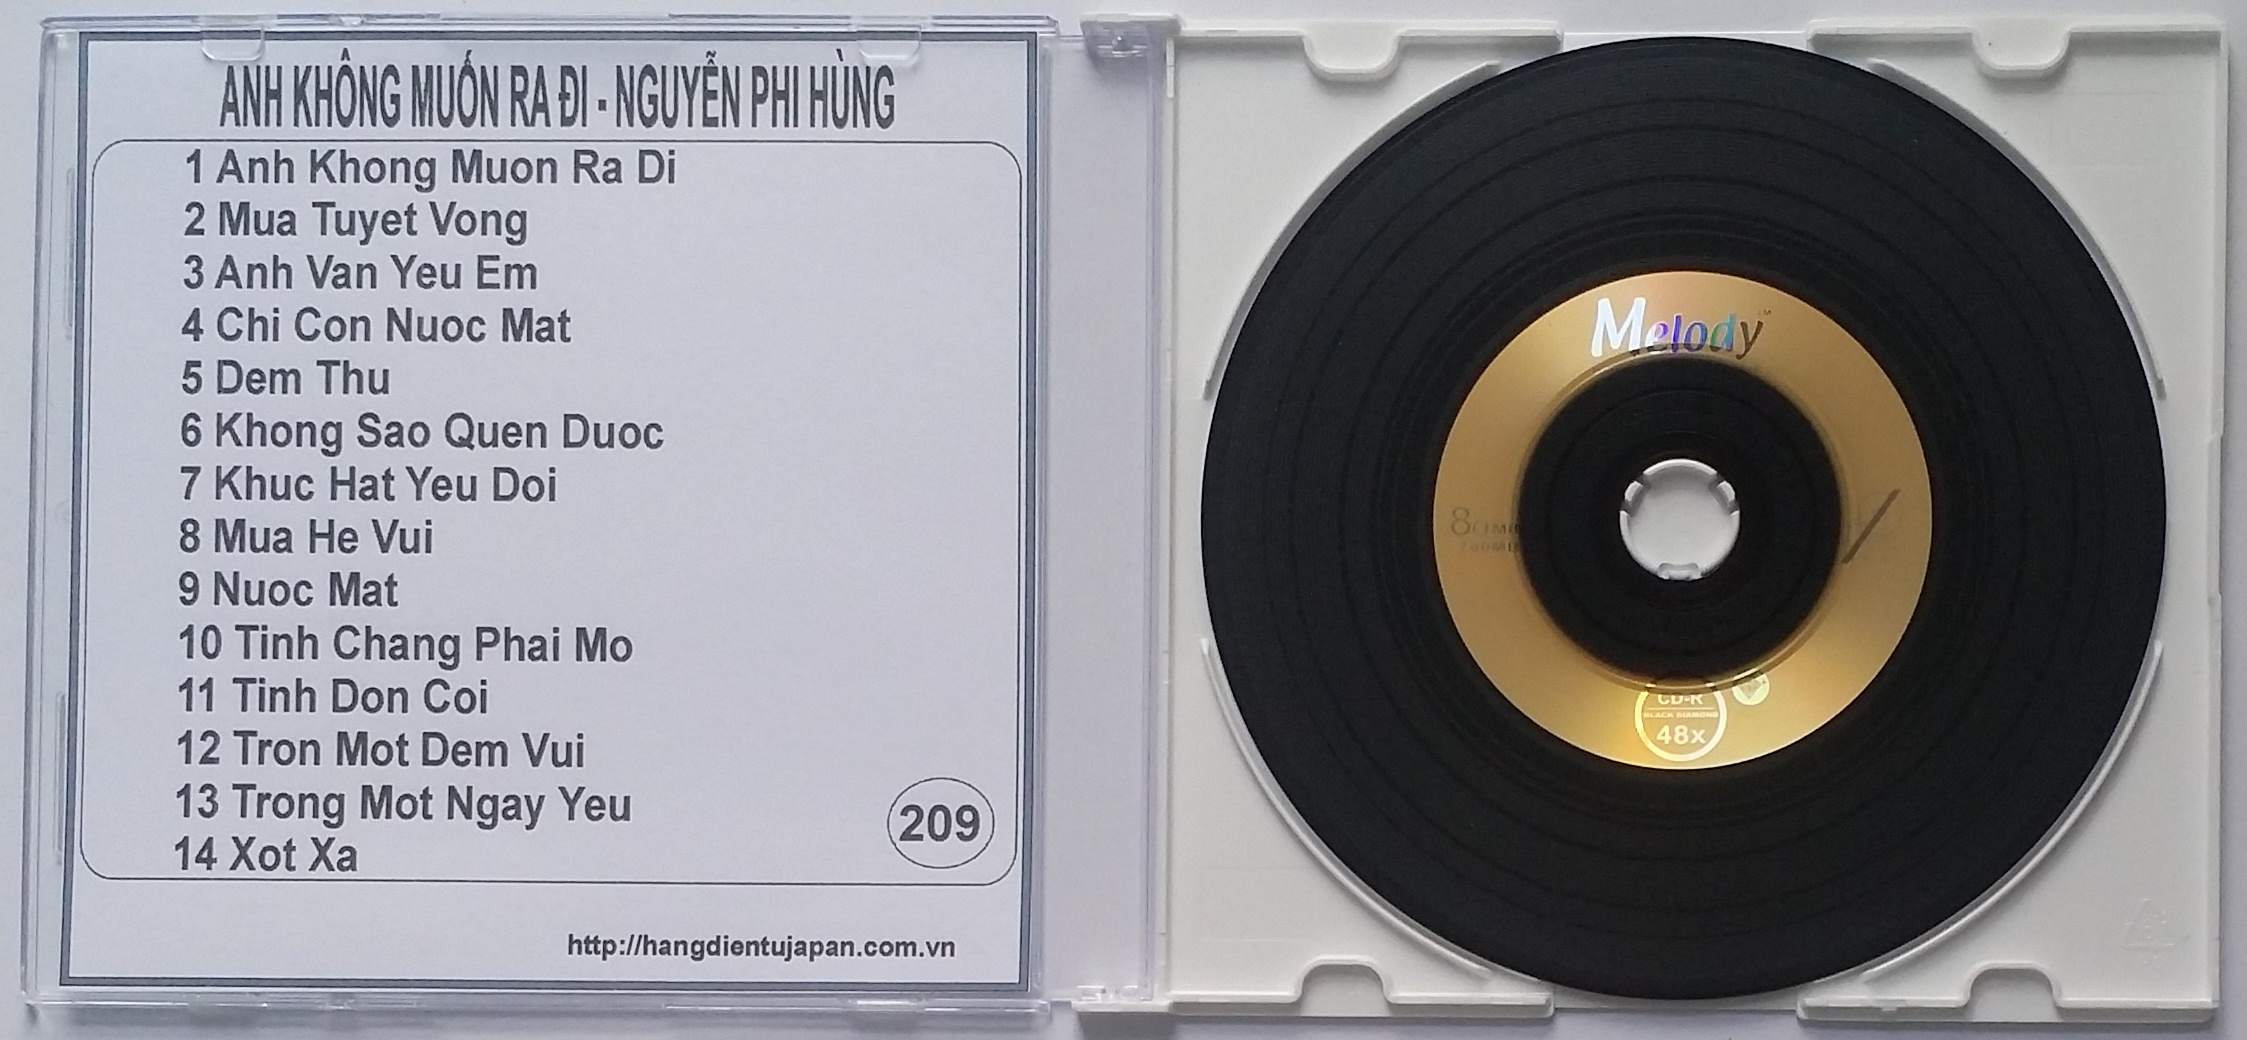 ANH KHÔNG MUỐN RA ĐI - NGUYỄN PHI HÙNG
1 Anh Khong Muon Ra Di
2 Mua Tuyet Vong
3 Anh Van Yeu Em
4 Chi Con Nuoc Mat
5 Dem Thu
6 Khong Sao Quen Duoc
7 Khuc Hat Yeu Doi
8 Mua He Vui
9 Nuoc Mat
10 Tinh Chang Phai Mo
11 Tinh Don Coi
12 Tron Mot Dem Vui
13 Trong Mot Ngay Yeu
14 Xot Xa
209
http://hangdientujapan.com.vn
Melody™
CD-R
BLACK DIAMOND
48x